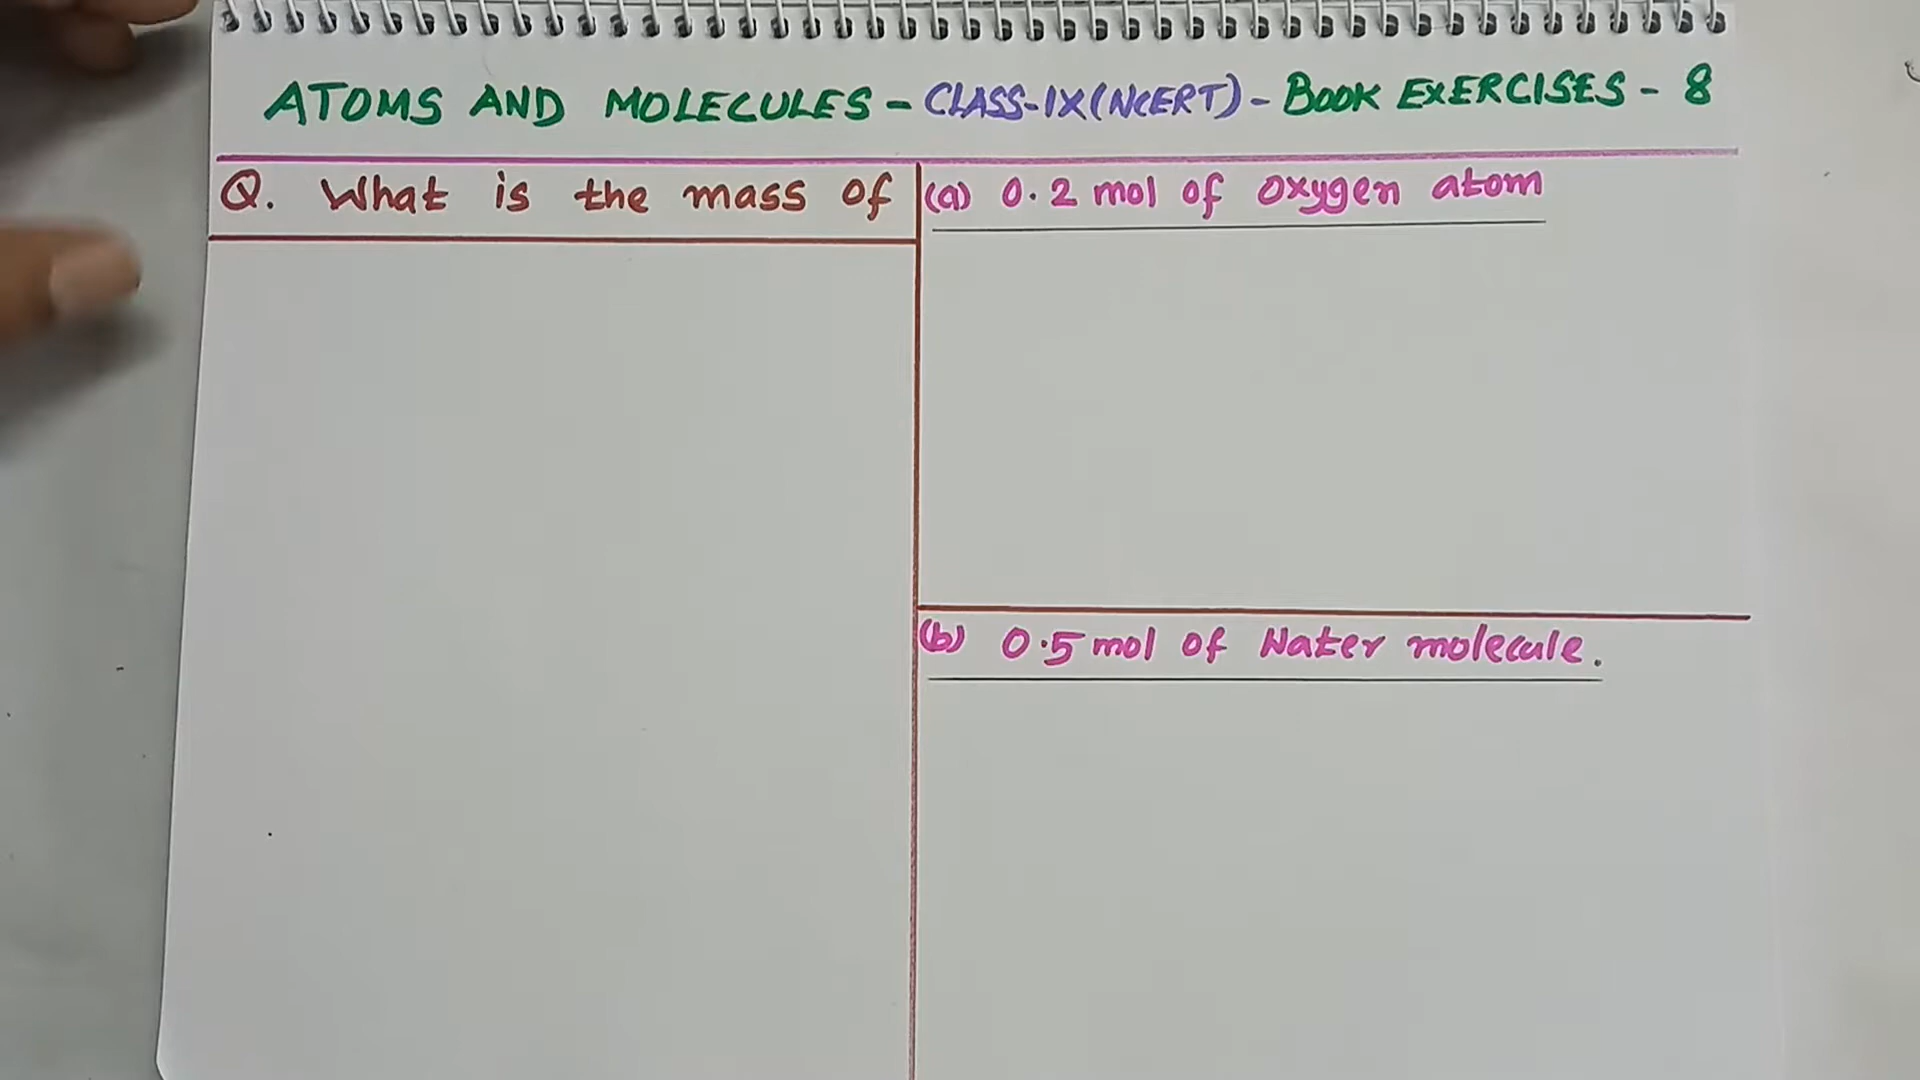 ATOMS AND MOLECULES - CLASS-IX (NCERT) - BOOK EXERCISES - 8
Q. What is the mass of
(a) 0.2 mol of Oxygen atom
(b) 0.5 mol of Water molecule.